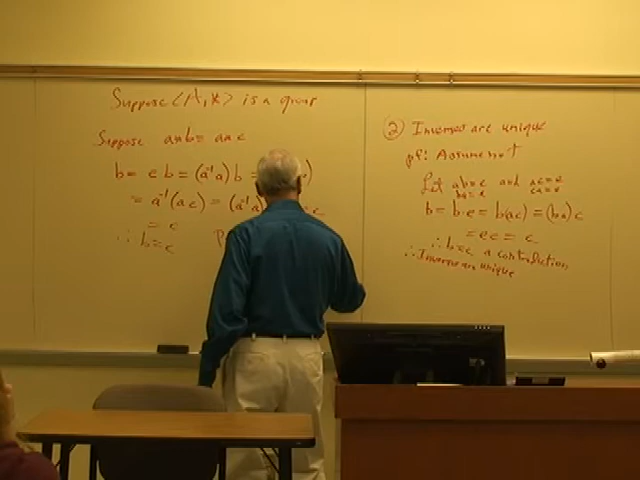 Suppose ⟨A,*⟩ is a group
Suppose a*b = a*c
b = e b = (a⁻¹a) b =
= a⁻¹(ac) = (a⁻¹a)
= c
∴ b = c
② Inverses are unique
pf: Assume not
Let ab=e and ac=e
ba=e ca=e
b = b·e = b(ac) = (ba)c
= ec = c
∴ b=c a contradiction,
∴ Inverses are unique